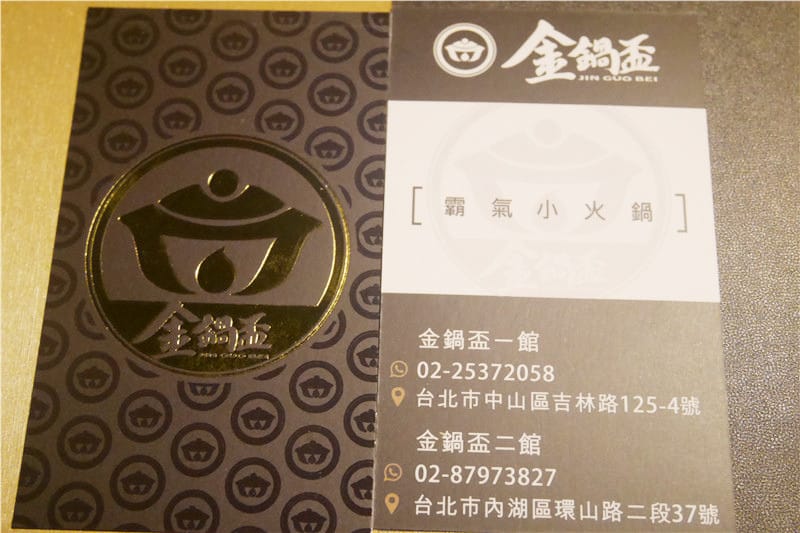 金鍋盃
JIN GUO BEI
金鍋盃
JIN GUO BEI
[ 霸氣小火鍋 ]
金鍋盃一館
02-25372058
台北市中山區吉林路125-4號
金鍋盃二館
02-87973827
台北市內湖區環山路二段37號